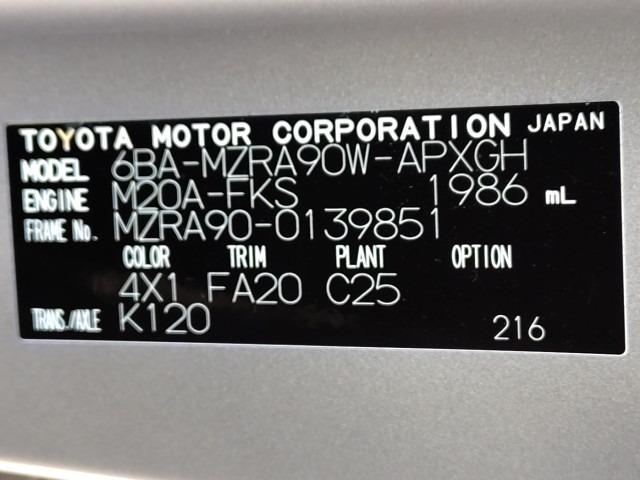 TOYOTA MOTOR CORPORATION JAPAN
MODEL 6BA-MZRA90W-APXGH
ENGINE M20A-FKS 1986 mL
FRAME No. MZRA90-0139851
COLOR TRIM PLANT OPTION
4X1 FA20 C25
TRANS./AXLE K120 216